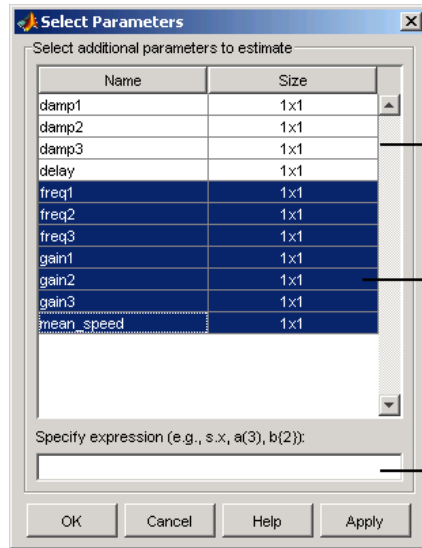 Select Parameters
Select additional parameters to estimate
Name Size
damp1 1x1
damp2 1x1
damp3 1x1
delay 1x1
freq1 1x1
freq2 1x1
freq3 1x1
gain1 1x1
gain2 1x1
gain3 1x1
mean_speed 1x1
Specify expression (e.g., s.x, a(3), b{2}):
OK Cancel Help Apply